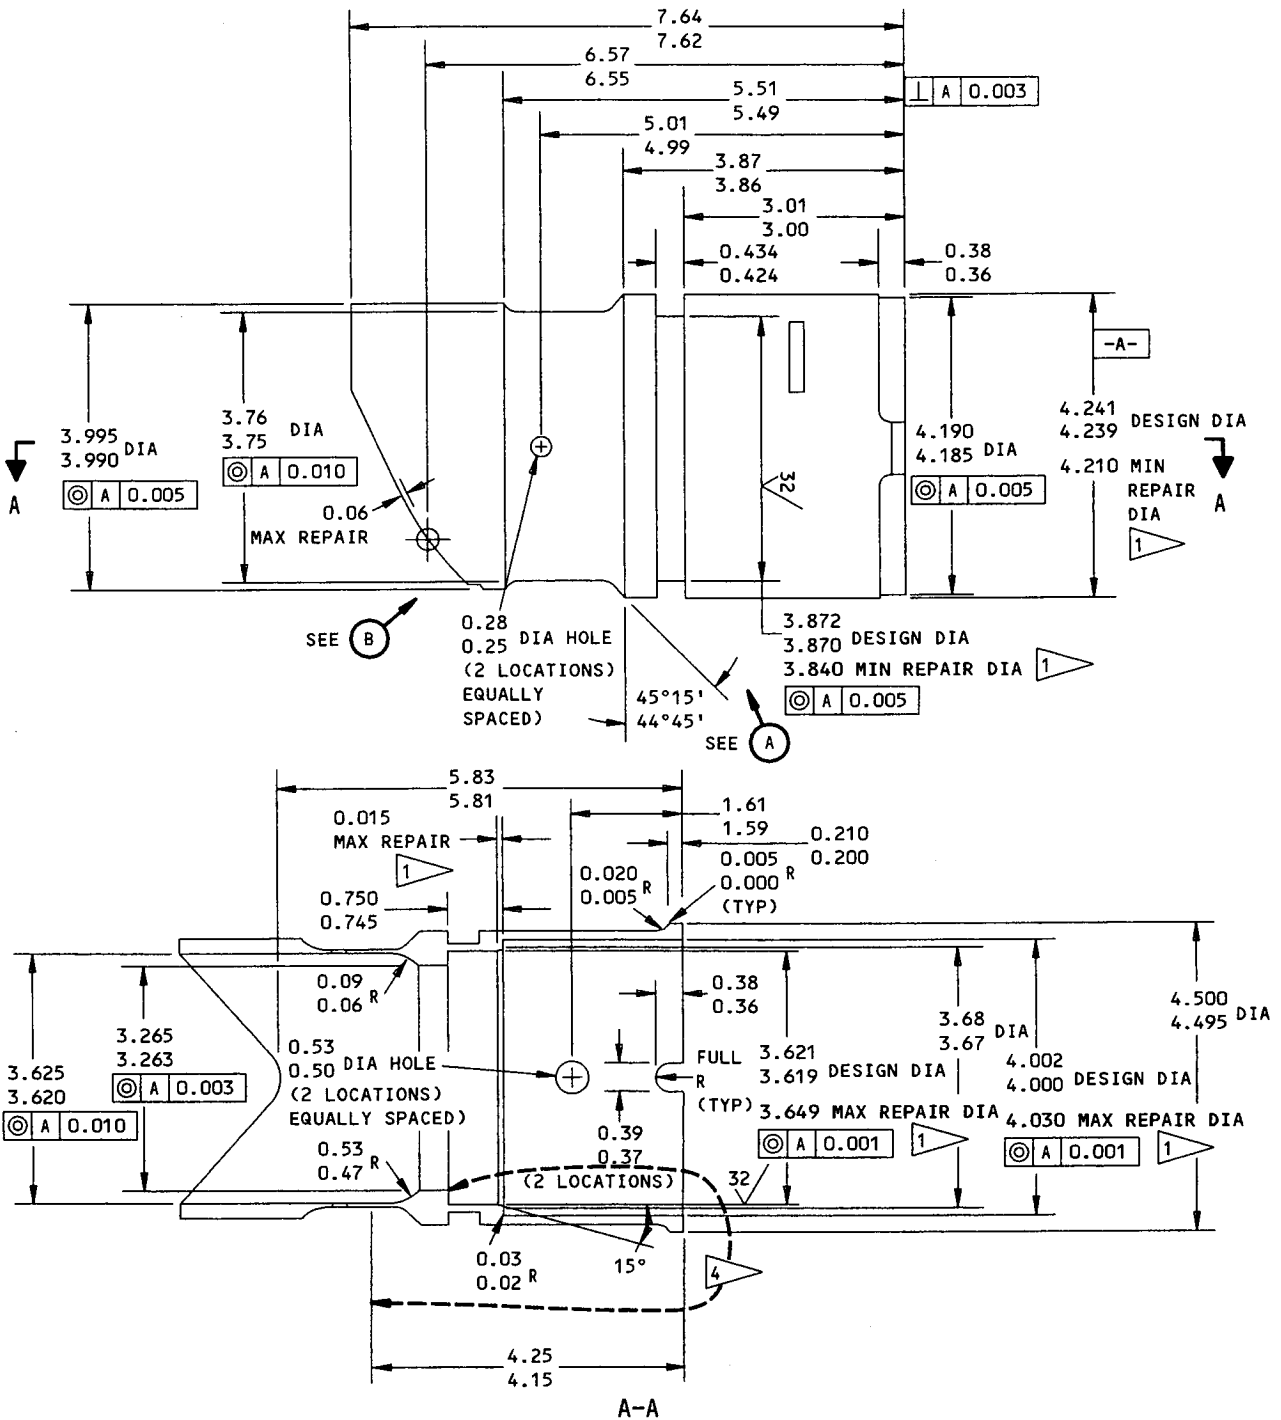 7.64
7.62
6.57
6.55
5.51
5.49
⊥ A 0.003
5.01
4.99
3.87
3.86
3.01
3.00
0.434
0.424
0.38
0.36
-A-
3.995
3.990 DIA
◎ A 0.005
3.76
3.75 DIA
◎ A 0.010
4.190
4.185 DIA
◎ A 0.005
4.241
4.239 DESIGN DIA
4.210 MIN
REPAIR
DIA
1
A
A
0.06
MAX REPAIR
32
SEE B
0.28
0.25 DIA HOLE
(2 LOCATIONS)
EQUALLY
SPACED)
45°15'
44°45'
SEE A
3.872
3.870 DESIGN DIA
3.840 MIN REPAIR DIA 1
◎ A 0.005
5.83
5.81
0.015
MAX REPAIR
1
1.61
1.59
0.210
0.200
0.020
0.005 R
0.005
0.000 R
(TYP)
0.750
0.745
0.09
0.06 R
0.38
0.36
3.265
3.263
◎ A 0.003
3.625
3.620
◎ A 0.010
0.53
0.50 DIA HOLE
(2 LOCATIONS)
EQUALLY SPACED)
FULL
R
(TYP)
3.621
3.619 DESIGN DIA
3.649 MAX REPAIR DIA
◎ A 0.001 1
3.68
3.67 DIA
4.002
4.000 DESIGN DIA
4.030 MAX REPAIR DIA
◎ A 0.001 1
4.500
4.495 DIA
0.53
0.47 R
0.39
0.37
(2 LOCATIONS)
32
0.03
0.02 R
15°
4
4.25
4.15
A-A